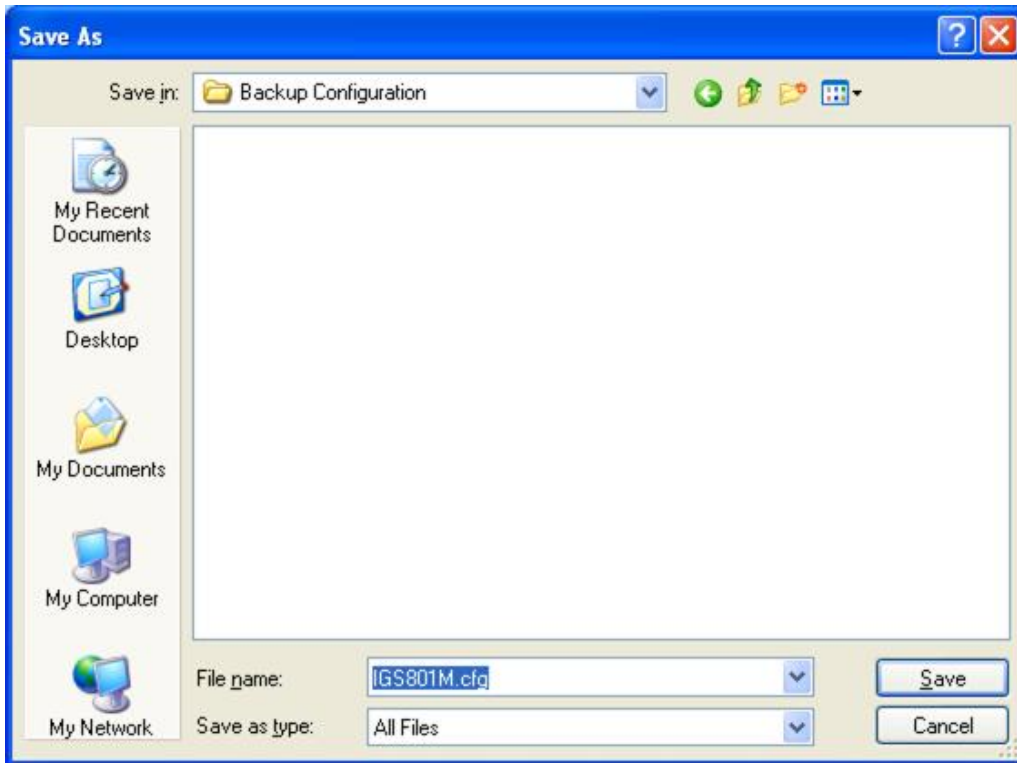 Save As
Save in:
Backup Configuration
My Recent
Documents
Desktop
My Documents
My Computer
My Network
File name:
IGS801M.cfg
Save
Save as type:
All Files
Cancel